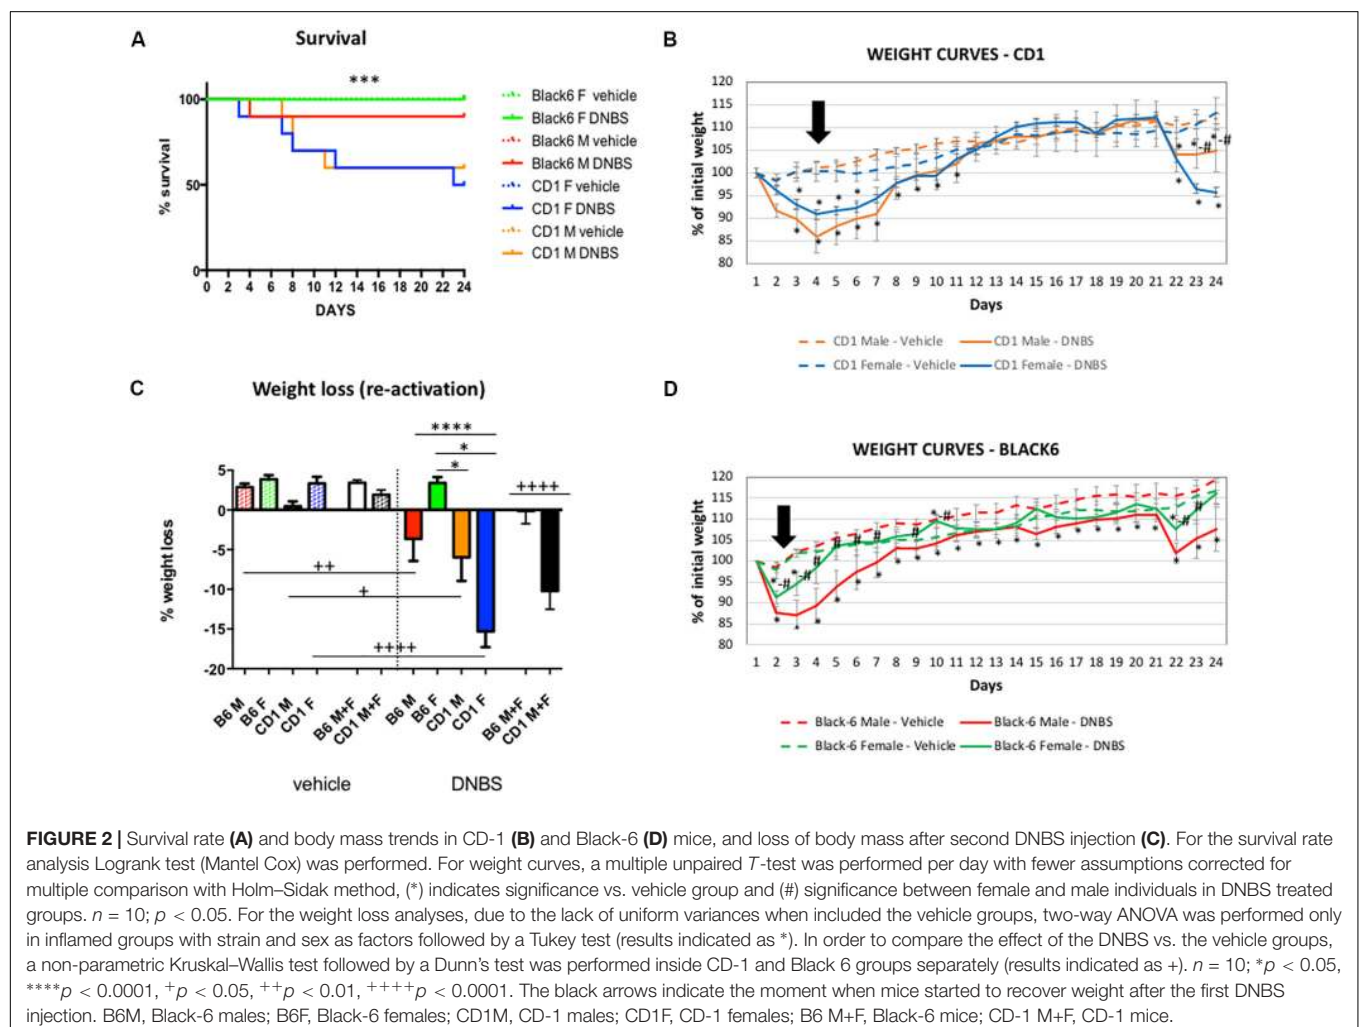 A
Survival
***
100
50
0
% survival
0 2 4 6 8 10 12 14 16 18 20 22 24
DAYS
Black6 F vehicle
Black6 F DNBS
Black6 M vehicle
Black6 M DNBS
CD1 F vehicle
CD1 F DNBS
CD1 M vehicle
CD1 M DNBS
B
WEIGHT CURVES - CD1
120
115
110
105
100
95
90
85
80
% of initial weight
1 2 3 4 5 6 7 8 9 10 11 12 13 14 15 16 17 18 19 20 21 22 23 24
Days
CD1 Male - Vehicle CD1 Male - DNBS
CD1 Female - Vehicle CD1 Female - DNBS
C
Weight loss (re-activation)
****
*
*
++++
5
0
-5
-10
-15
-20
% weight loss
++
+
++++
B6 M B6 F CD1 M CD1 F B6 M+F CD1 M+F B6 M B6 F CD1 M CD1 F B6 M+F CD1 M+F
vehicle DNBS
D
WEIGHT CURVES - BLACK6
120
115
110
105
100
95
90
85
80
% of initial weight
1 2 3 4 5 6 7 8 9 10 11 12 13 14 15 16 17 18 19 20 21 22 23 24
Days
Black-6 Male - Vehicle Black-6 Male - DNBS
Black-6 Female - Vehicle Black-6 Female - DNBS
FIGURE 2 | Survival rate (A) and body mass trends in CD-1 (B) and Black-6 (D) mice, and loss of body mass after second DNBS injection (C). For the survival rate
analysis Logrank test (Mantel Cox) was performed. For weight curves, a multiple unpaired T-test was performed per day with fewer assumptions corrected for
multiple comparison with Holm–Sidak method, (*) indicates significance vs. vehicle group and (#) significance between female and male individuals in DNBS treated
groups. n = 10; p < 0.05. For the weight loss analyses, due to the lack of uniform variances when included the vehicle groups, two-way ANOVA was performed only
in inflamed groups with strain and sex as factors followed by a Tukey test (results indicated as *). In order to compare the effect of the DNBS vs. the vehicle groups,
a non-parametric Kruskal–Wallis test followed by a Dunn's test was performed inside CD-1 and Black 6 groups separately (results indicated as +). n = 10; *p < 0.05,
****p < 0.0001, +p < 0.05, ++p < 0.01, ++++p < 0.0001. The black arrows indicate the moment when mice started to recover weight after the first DNBS
injection. B6M, Black-6 males; B6F, Black-6 females; CD1M, CD-1 males; CD1F, CD-1 females; B6 M+F, Black-6 mice; CD-1 M+F, CD-1 mice.